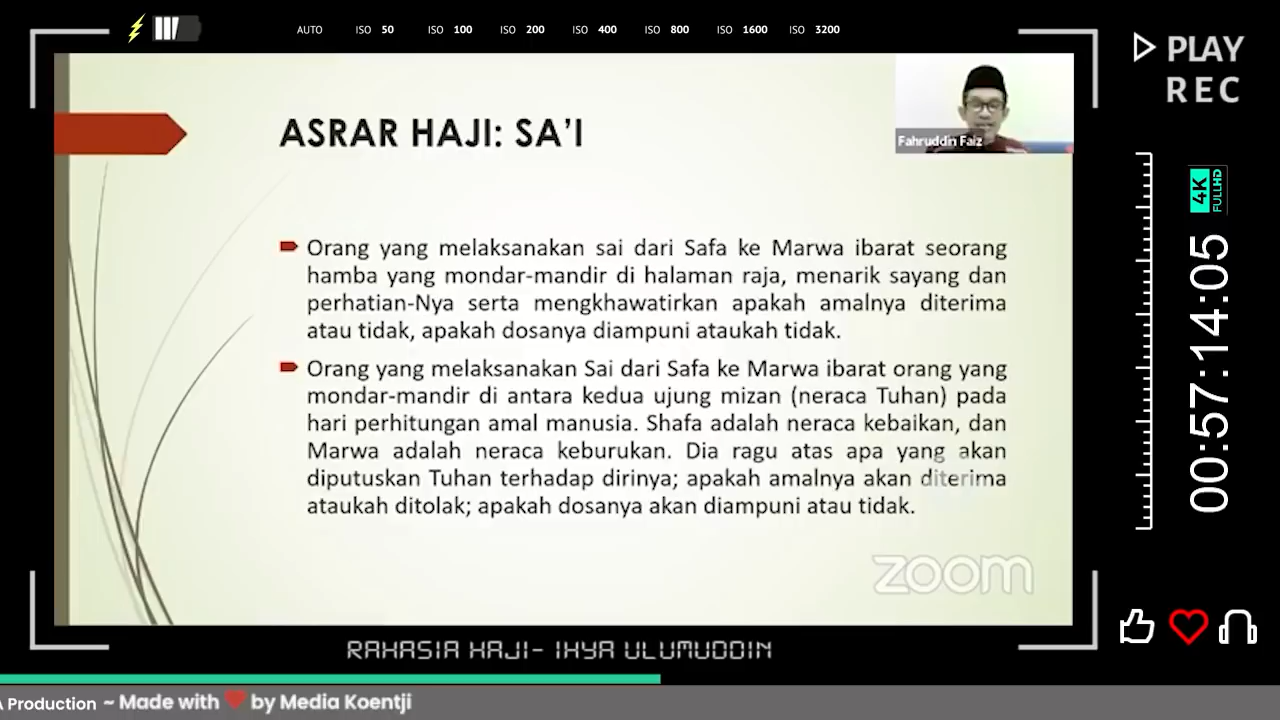 AUTO ISO 50 ISO 100 ISO 200 ISO 400 ISO 800 ISO 1600 ISO 3200
PLAY
REC
4K
FULLHD
00:57:14:05
Fahruddin Faiz
ASRAR HAJI: SA’I
Orang yang melaksanakan sai dari Safa ke Marwa ibarat seorang
hamba yang mondar-mandir di halaman raja, menarik sayang dan
perhatian-Nya serta mengkhawatirkan apakah amalnya diterima
atau tidak, apakah dosanya diampuni ataukah tidak.
Orang yang melaksanakan Sai dari Safa ke Marwa ibarat orang yang
mondar-mandir di antara kedua ujung mizan (neraca Tuhan) pada
hari perhitungan amal manusia. Shafa adalah neraca kebaikan, dan
Marwa adalah neraca keburukan. Dia ragu atas apa yang akan
diputuskan Tuhan terhadap dirinya; apakah amalnya akan diterima
ataukah ditolak; apakah dosanya akan diampuni atau tidak.
zoom
RAHASIA HAJI- IHYA ULUMUDDIN
A Production ~ Made with ❤ by Media Koentji